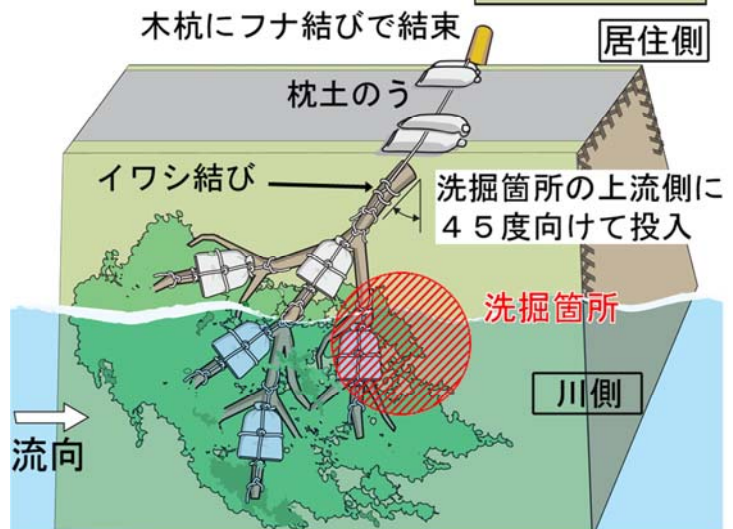 木杭にフナ結びで結束
居住側
枕土のう
イワシ結び
洗掘箇所の上流側に
４５度向けて投入
洗掘箇所
川側
流向